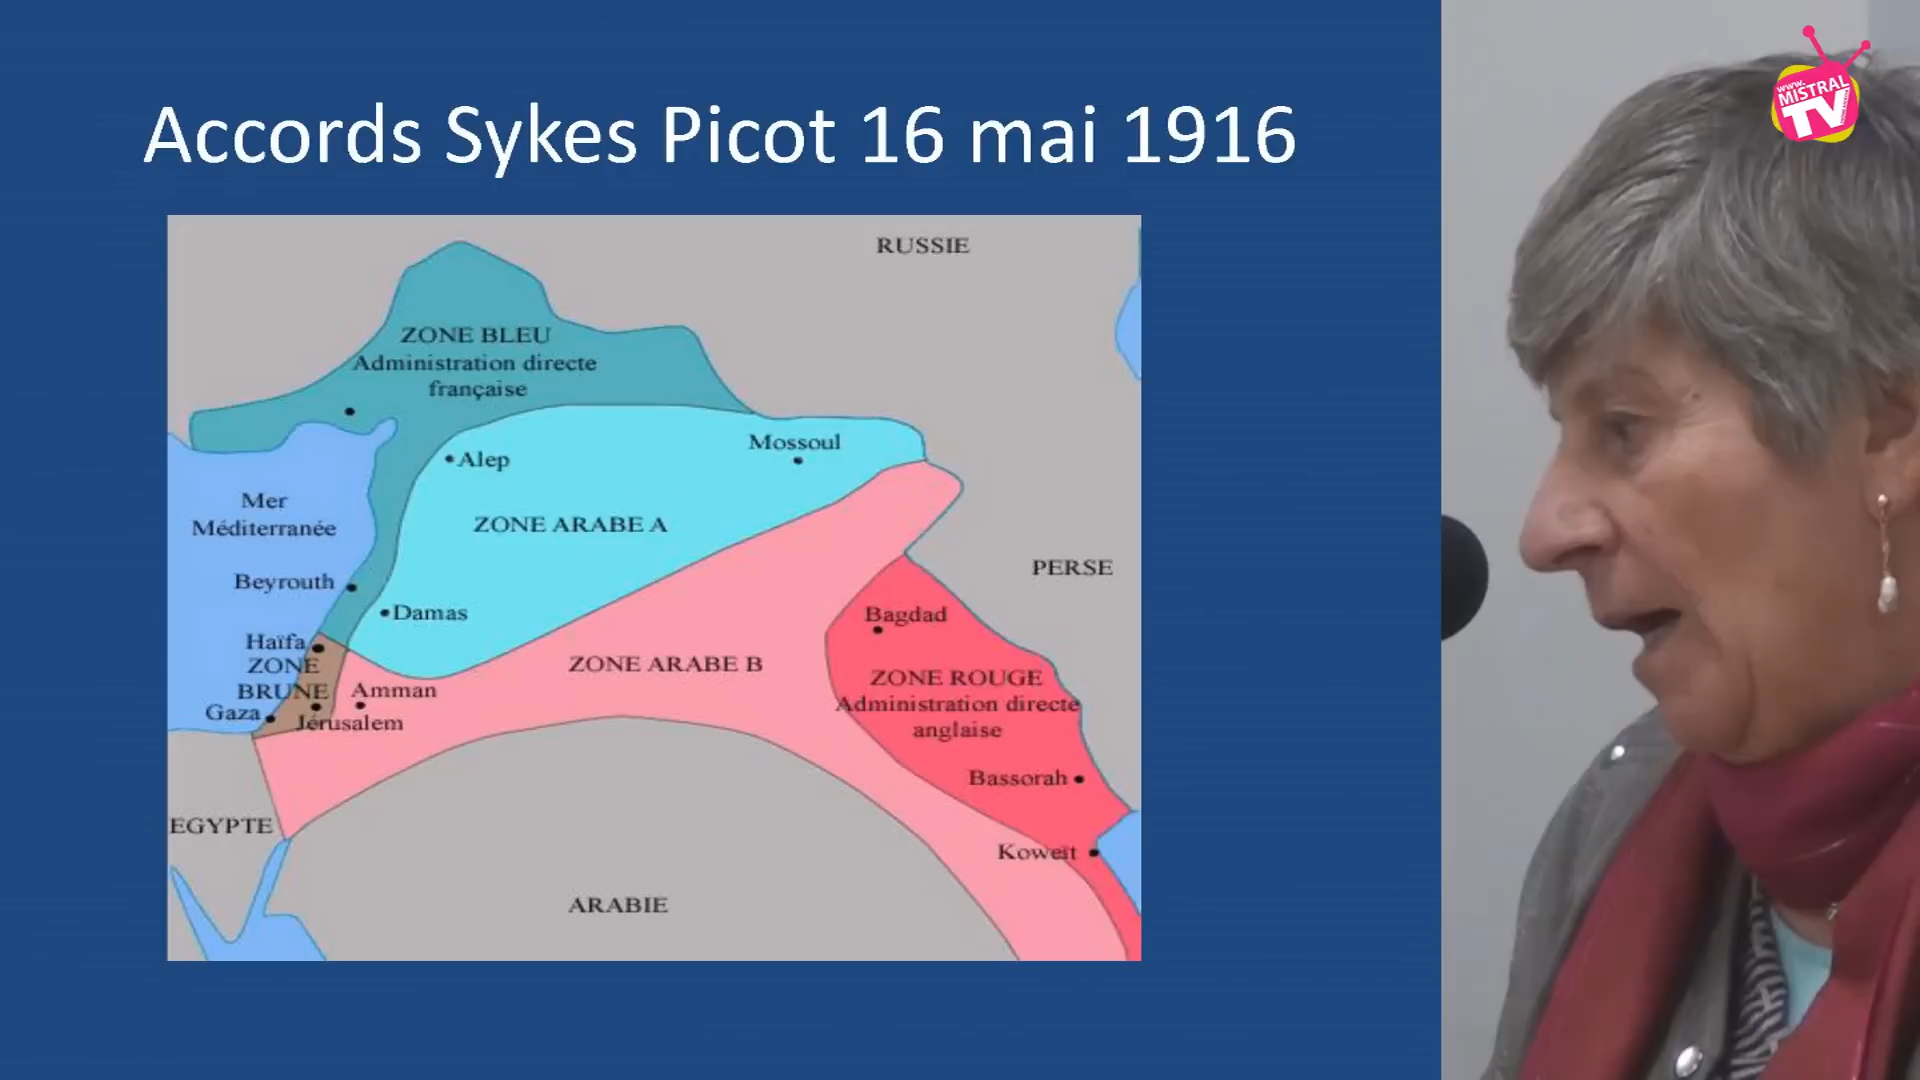 Accords Sykes Picot 16 mai 1916
RUSSIE
ZONE BLEU
Administration directe
française
Mossoul
Alep
Mer
Méditerranée
ZONE ARABE A
PERSE
Beyrouth
Damas
Bagdad
Haïfa
ZONE
BRUNE
ZONE ARABE B
ZONE ROUGE
Administration directe
anglaise
Amman
Gaza
Jérusalem
Bassorah
EGYPTE
Koweït
ARABIE
WWW.
MISTRAL
TV